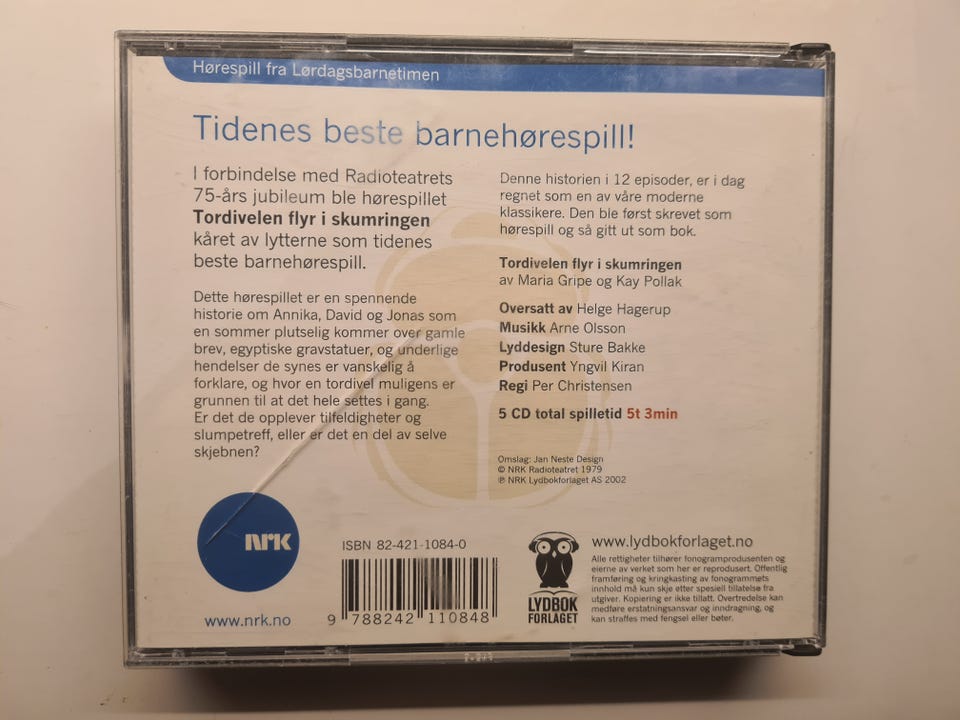 Hørespill fra Lørdagsbarnetimen
Tidenes beste barnehørespill!
I forbindelse med Radioteatrets
75-års jubileum ble hørespillet
Tordivelen flyr i skumringen
kåret av lytterne som tidenes
beste barnehørespill.
Dette hørespillet er en spennende
historie om Annika, David og Jonas som
en sommer plutselig kommer over gamle
brev, egyptiske gravstatuer, og underlige
hendelser de synes er vanskelig å
forklare, og hvor en tordivel muligens er
grunnen til at det hele settes i gang.
Er det de opplever tilfeldigheter og
slumpetreff, eller er det en del av selve
skjebnen?
Denne historien i 12 episoder, er i dag
regnet som en av våre moderne
klassikere. Den ble først skrevet som
hørespill og så gitt ut som bok.
Tordivelen flyr i skumringen
av Maria Gripe og Kay Pollak
Oversatt av Helge Hagerup
Musikk Arne Olsson
Lyddesign Sture Bakke
Produsent Yngvil Kiran
Regi Per Christensen
5 CD total spilletid 5t 3min
Omslag: Jan Neste Design
© NRK Radioteatret 1979
℗ NRK Lydbokforlaget AS 2002
NRK
www.nrk.no
ISBN 82-421-1084-0
9 788242 110848
LYDBOK
FORLAGET
www.lydbokforlaget.no
Alle rettigheter tilhører fonogramprodusenten og
eierne av verket som her er reprodusert. Offentlig
framføring og kringkasting av fonogrammets
innhold må kun skje etter spesiell tillatelse fra
utgiver. Kopiering er ikke tillatt. Overtredelse kan
medføre erstatningsansvar og inndragning, og
kan straffes med fengsel eller bøter.